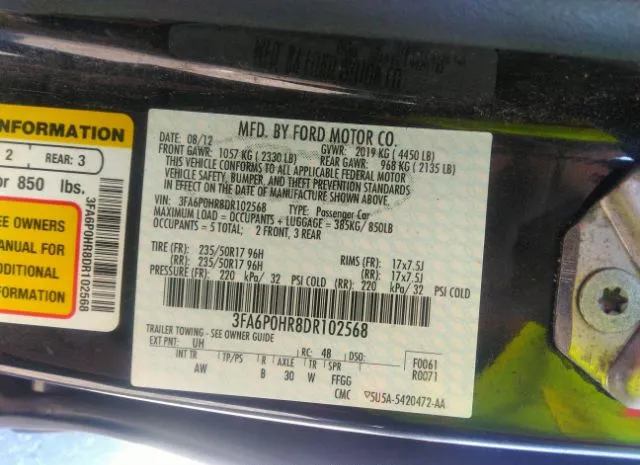 INFORMATION
2 REAR: 3
or 850 lbs.
EE OWNERS
MANUAL FOR
ADDITIONAL
INFORMATION
3FA6P0HR8DR102568
MFD. BY FORD MOTOR CO.
DATE: 08/12 GVWR: 2019 KG ( 4450 LB)
FRONT GAWR: 1057 KG ( 2330 LB) REAR GAWR: 968 KG ( 2135 LB)
THIS VEHICLE CONFORMS TO ALL APPLICABLE FEDERAL MOTOR
VEHICLE SAFETY, BUMPER, AND THEFT PREVENTION STANDARDS
IN EFFECT ON THE DATE OF MANUFACTURE SHOWN ABOVE.
VIN: 3FA6P0HR8DR102568 TYPE: Passenger Car
MAXIMUM LOAD = OCCUPANTS + LUGGAGE = 385KG/ 850LB
OCCUPANTS = 5 TOTAL; 2 FRONT, 3 REAR
TIRE (FR): 235/50R17 96H RIMS (FR): 17x7.5J
(RR): 235/50R17 96H (RR): 17x7.5J
PRESSURE (FR): 220 kPa/ 32 PSI COLD (RR): 220 kPa/ 32 PSI COLD
3FA6P0HR8DR102568
TRAILER TOWING - SEE OWNER GUIDE
EXT PNT: UH RC: 48 DSO: F0061
INT TR TP/PS R AXLE TR SPR R0071
AW B 30 W FFGG
CMC 5U5A-5420472-AA